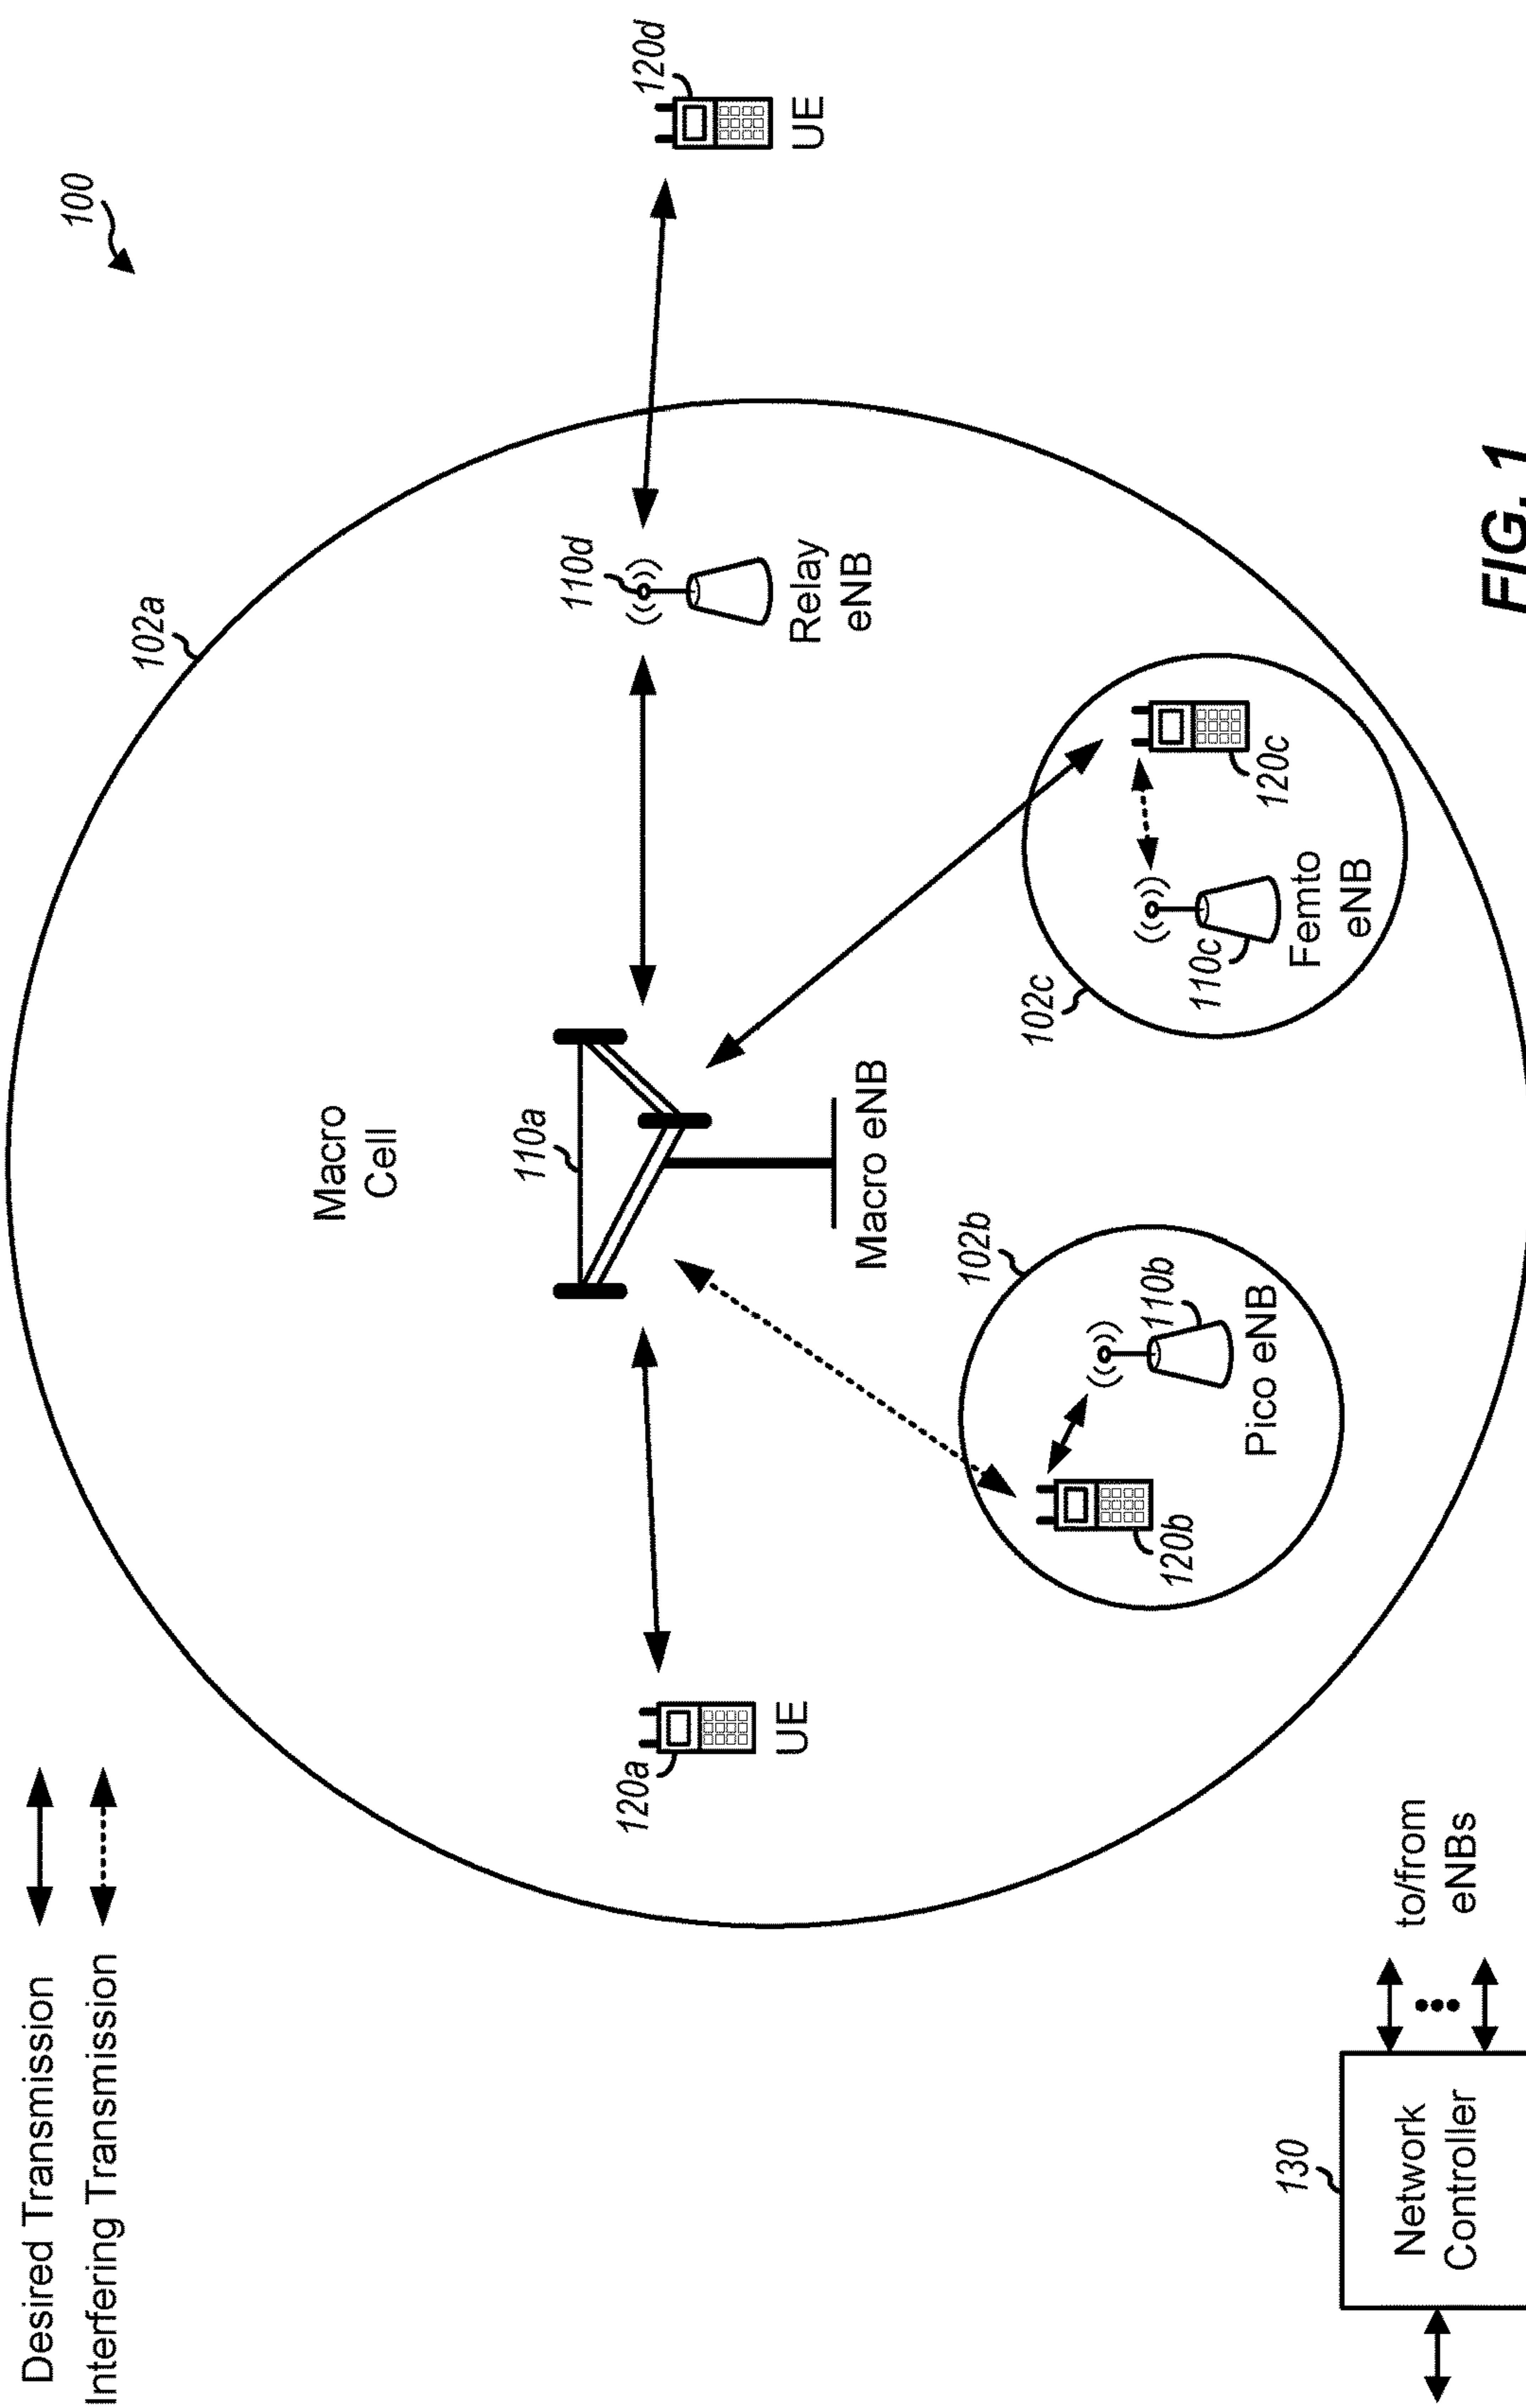 Desired Transmission
Interfering Transmission
100
102a
Macro
Cell
110a
110d
120d
120a
UE
Macro eNB
Relay
eNB
UE
102b
102c
110b
120b
Pico eNB
110c
120c
Femto
eNB
130
Network
Controller
to/from
eNBs
FIG. 1